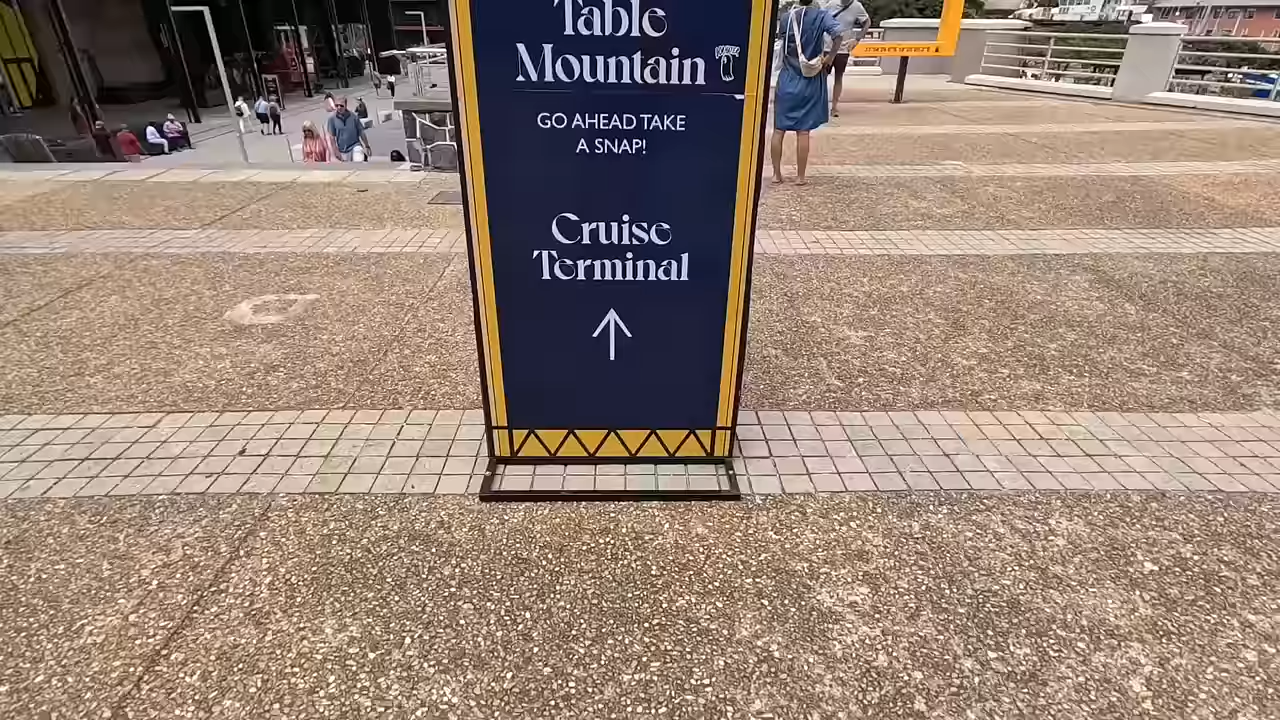 Table
Mountain
GO AHEAD TAKE
A SNAP!
Cruise
Terminal